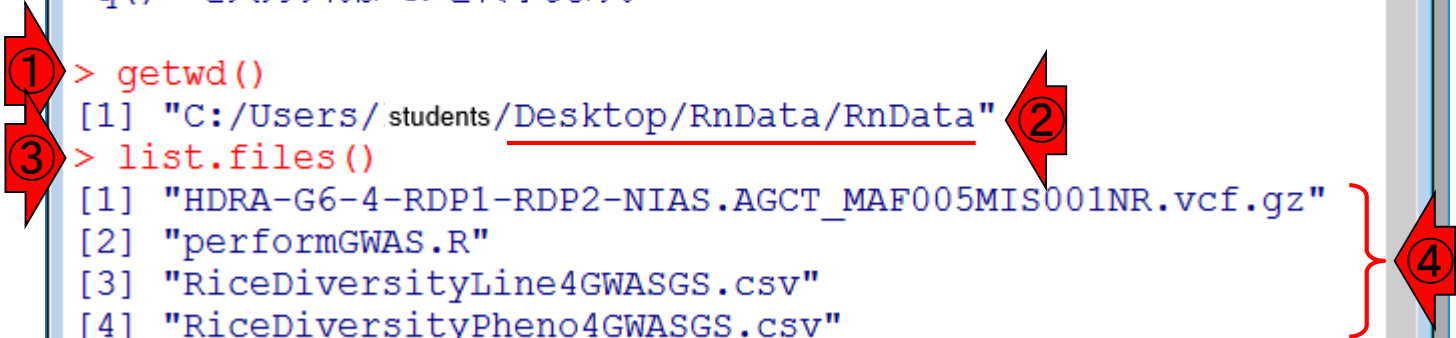 ① > getwd()
[1] "C:/Users/ students/Desktop/RnData/RnData" ②
③ > list.files()
[1] "HDRA-G6-4-RDP1-RDP2-NIAS.AGCT_MAF005MIS001NR.vcf.gz"
[2] "performGWAS.R"
[3] "RiceDiversityLine4GWASGS.csv" ④
[4] "RiceDiversityPheno4GWASGS.csv"